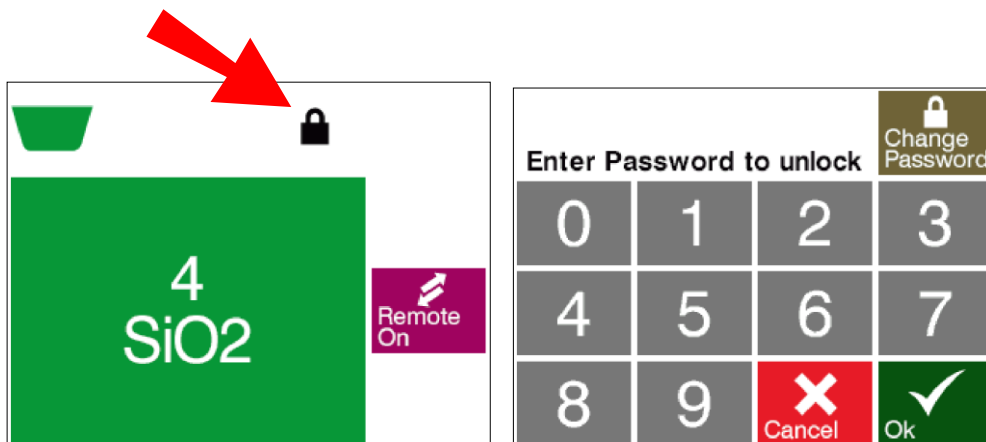 4
SiO2
Remote
On
Enter Password to unlock
Change
Password
0 1 2 3
4 5 6 7
8 9
Cancel
Ok